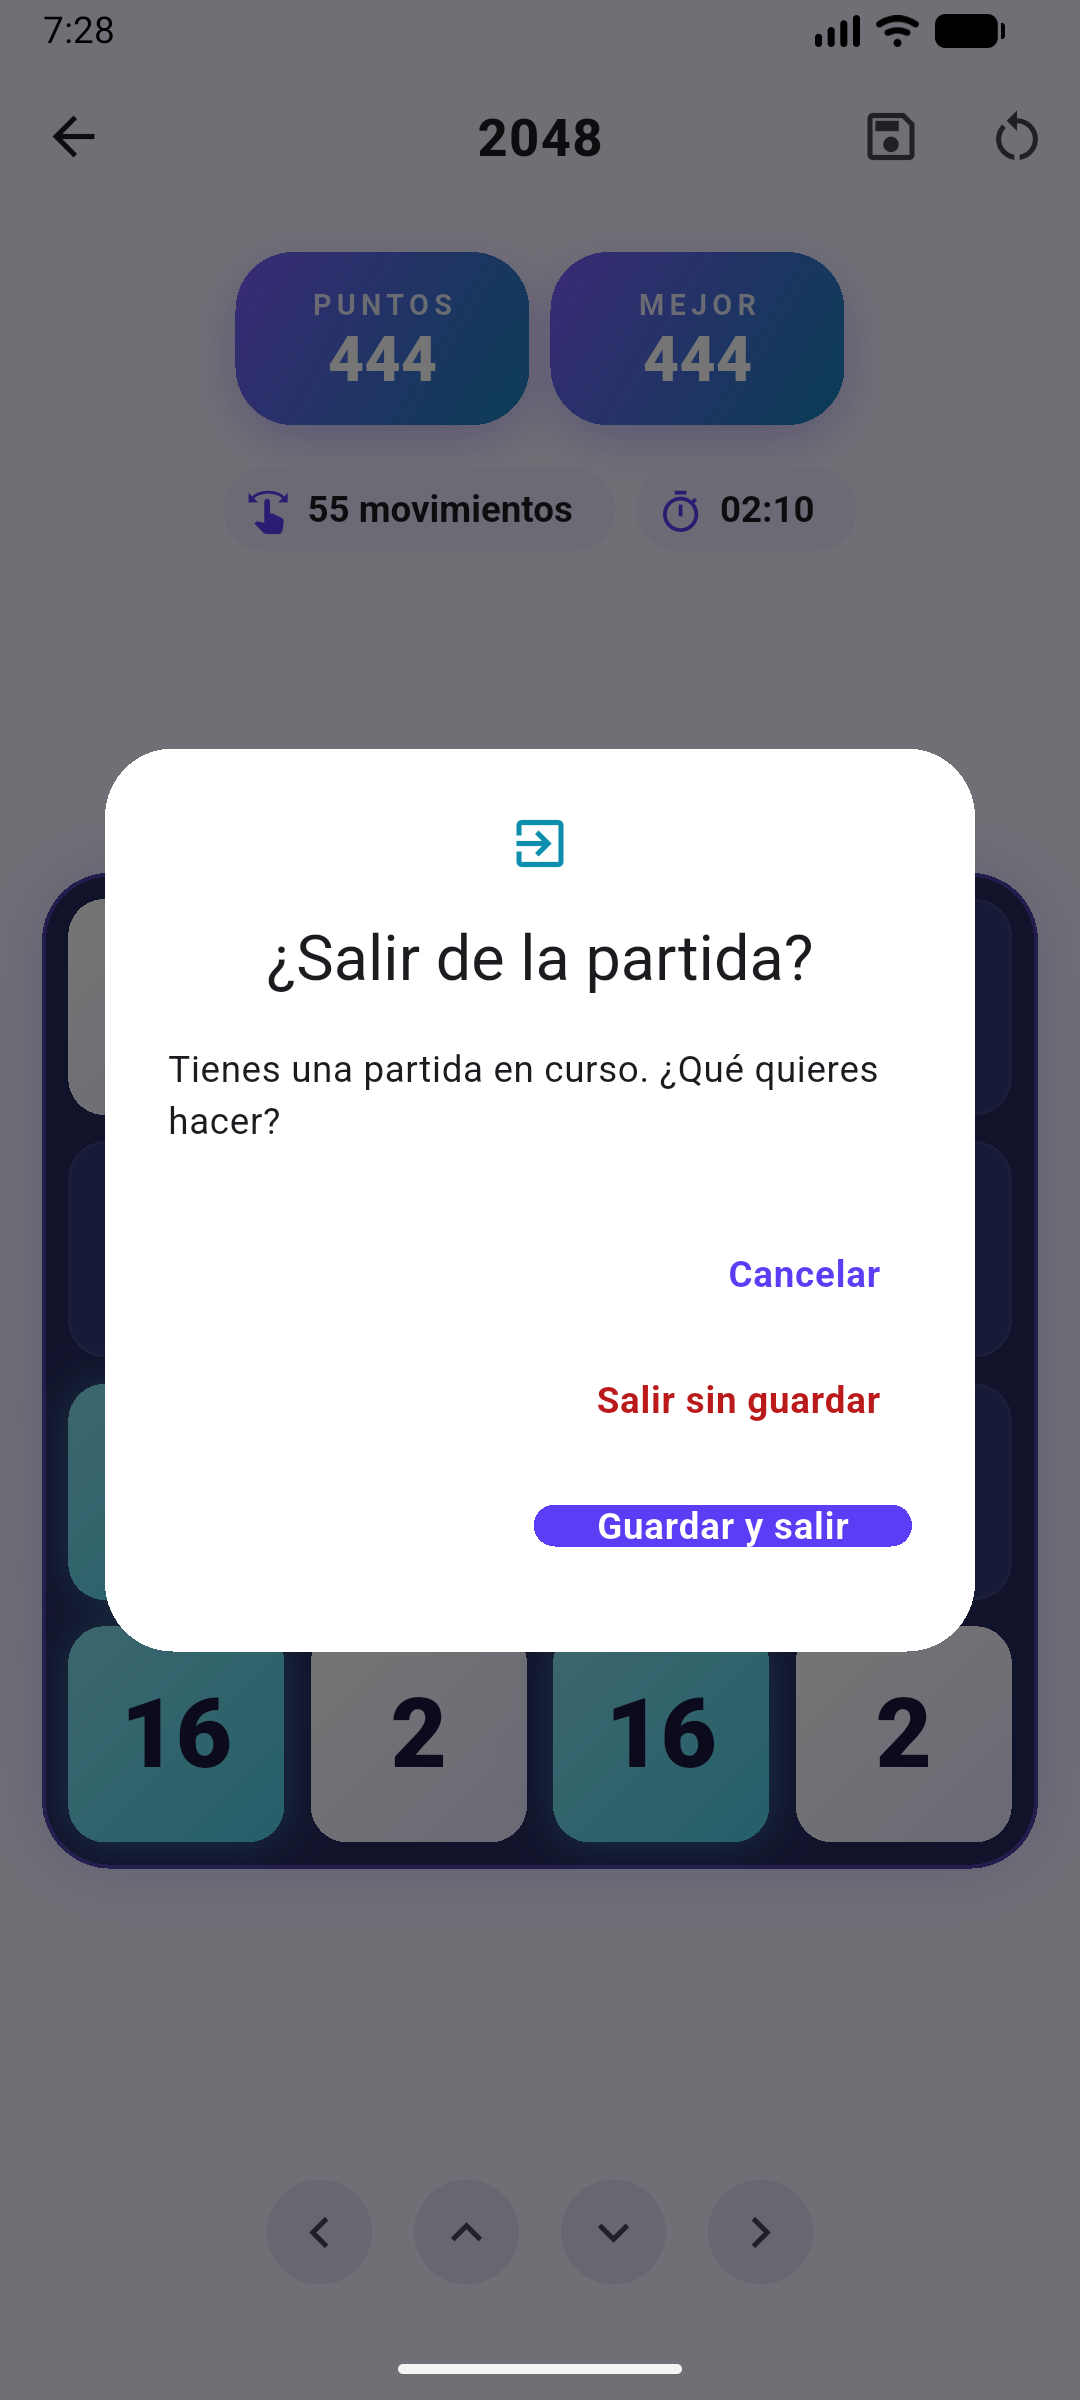 7:28
2048
PUNTOS
444
MEJOR
444
55 movimientos
02:10
¿Salir de la partida?
Tienes una partida en curso. ¿Qué quieres
hacer?
Cancelar
Salir sin guardar
Guardar y salir
16 2 16 2